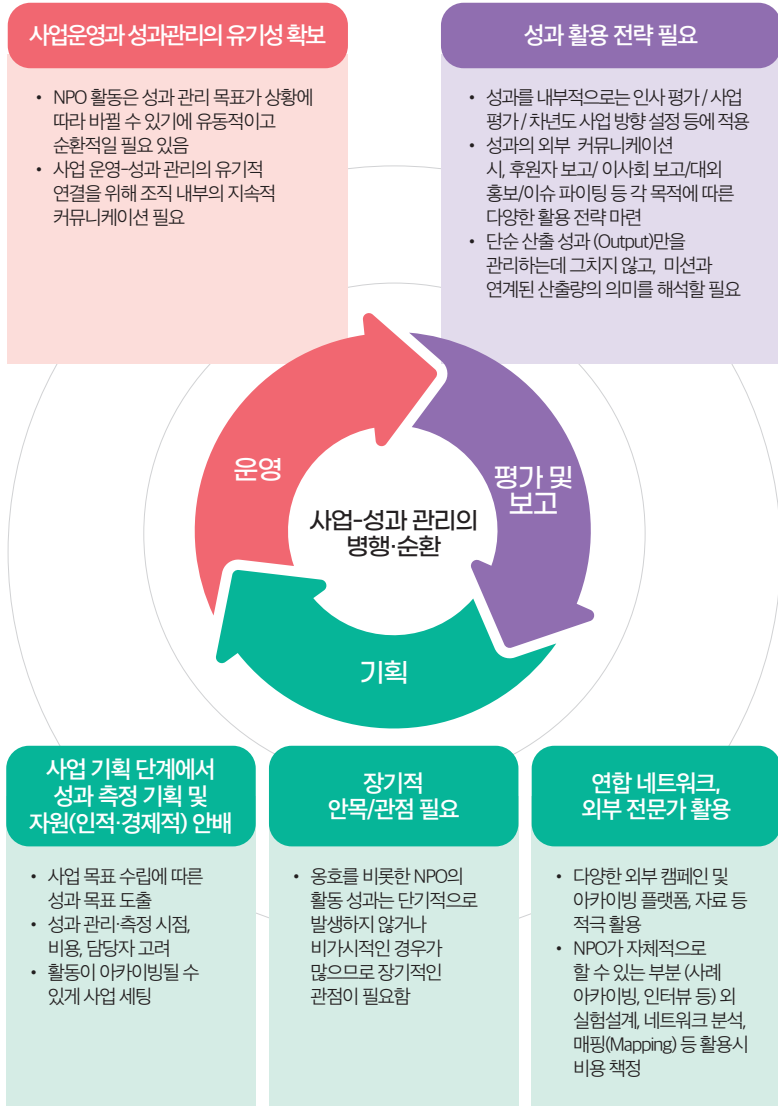 사업운영과 성과관리의 유기성 확보
• NPO 활동은 성과 관리 목표가 상황에
따라 바뀔 수 있기에 유동적이고
순환적일 필요 있음
• 사업 운영-성과 관리의 유기적
연결을 위해 조직 내부의 지속적
커뮤니케이션 필요
성과 활용 전략 필요
• 성과를 내부적으로는 인사 평가 / 사업
평가 / 차년도 사업 방향 설정 등에 적용
• 성과의 외부 커뮤니케이션
시, 후원자 보고/ 이사회 보고/대외
홍보/이슈 파이팅 등 각 목적에 따른
다양한 활용 전략 마련
• 단순 산출 성과 (Output)만을
관리하는데 그치지 않고, 미션과
연계된 산출량의 의미를 해석할 필요
운영
평가 및
보고
사업-성과 관리의
병행·순환
기획
사업 기획 단계에서
성과 측정 기획 및
자원(인적·경제적) 안배
• 사업 목표 수립에 따른
성과 목표 도출
• 성과 관리·측정 시점,
비용, 담당자 고려
• 활동이 아카이빙될 수
있게 사업 세팅
장기적
안목/관점 필요
• 옹호를 비롯한 NPO의
활동 성과는 단기적으로
발생하지 않거나
비가시적인 경우가
많으므로 장기적인
관점이 필요함
연합 네트워크,
외부 전문가 활용
• 다양한 외부 캠페인 및
아카이빙 플랫폼, 자료 등
적극 활용
• NPO가 자체적으로
할 수 있는 부분 (사례
아카이빙, 인터뷰 등) 외
실험설계, 네트워크 분석,
매핑(Mapping) 등 활용시
비용 책정